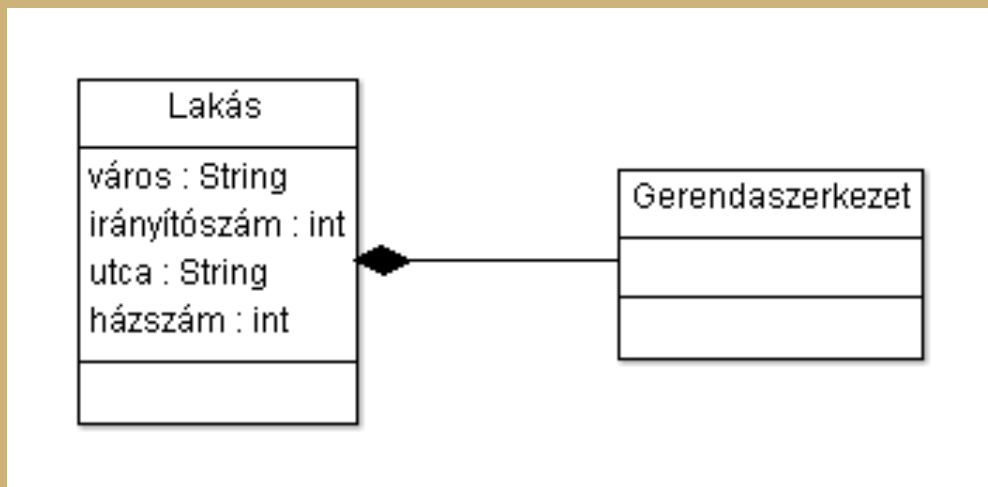 Lakás
város : String
irányítószám : int
utca : String
házszám : int
Gerendaszerkezet